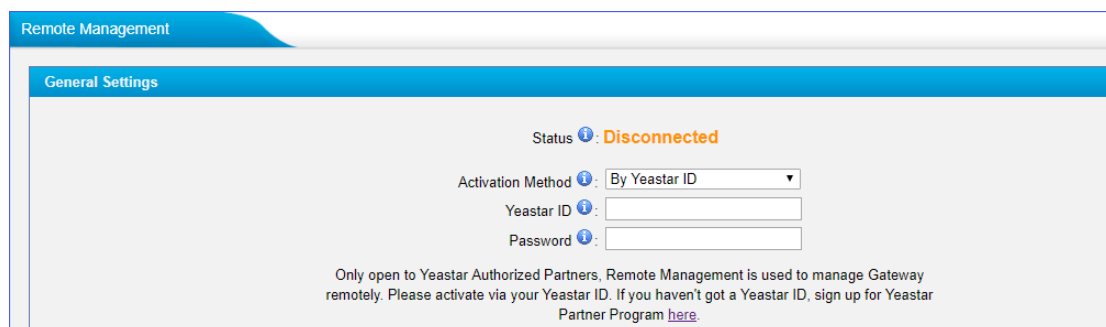 Remote Management
General Settings
Status i: Disconnected
Activation Method i: By Yeastar ID
Yeastar ID i:
Password i:
Only open to Yeastar Authorized Partners, Remote Management is used to manage Gateway
remotely. Please activate via your Yeastar ID. If you haven't got a Yeastar ID, sign up for Yeastar
Partner Program here.